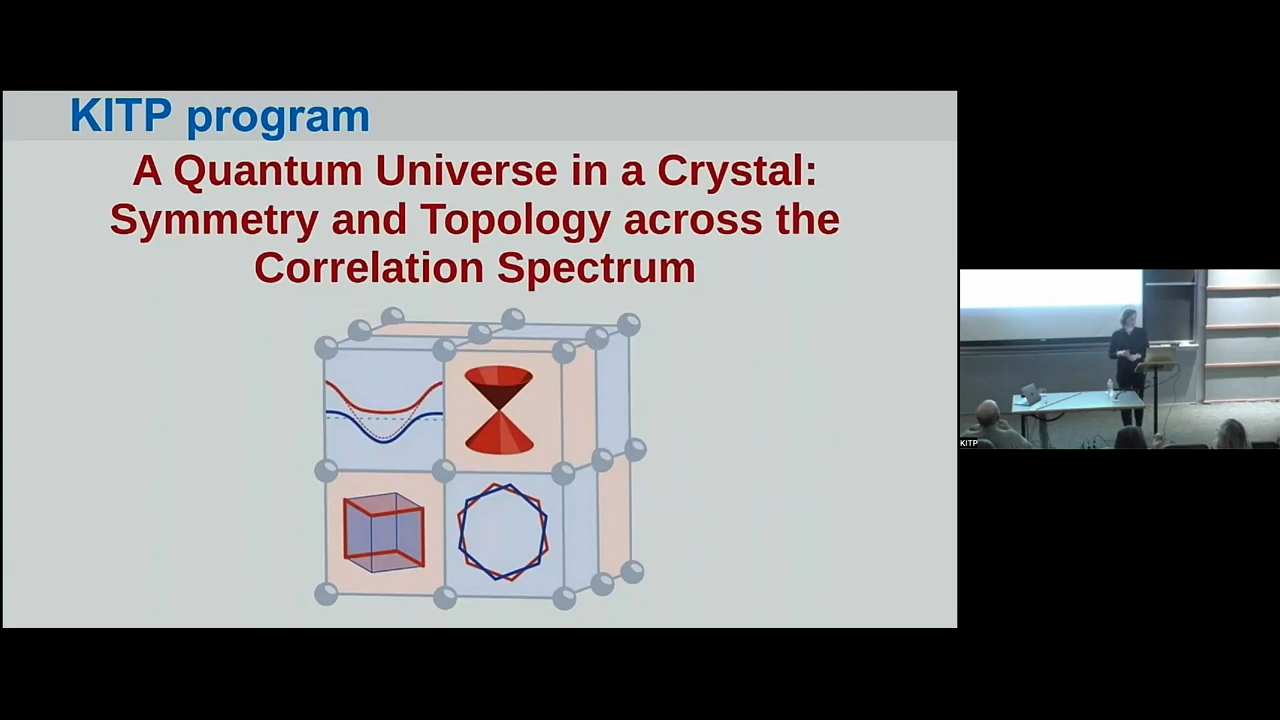 KITP program
A Quantum Universe in a Crystal:
Symmetry and Topology across the
Correlation Spectrum
KITP